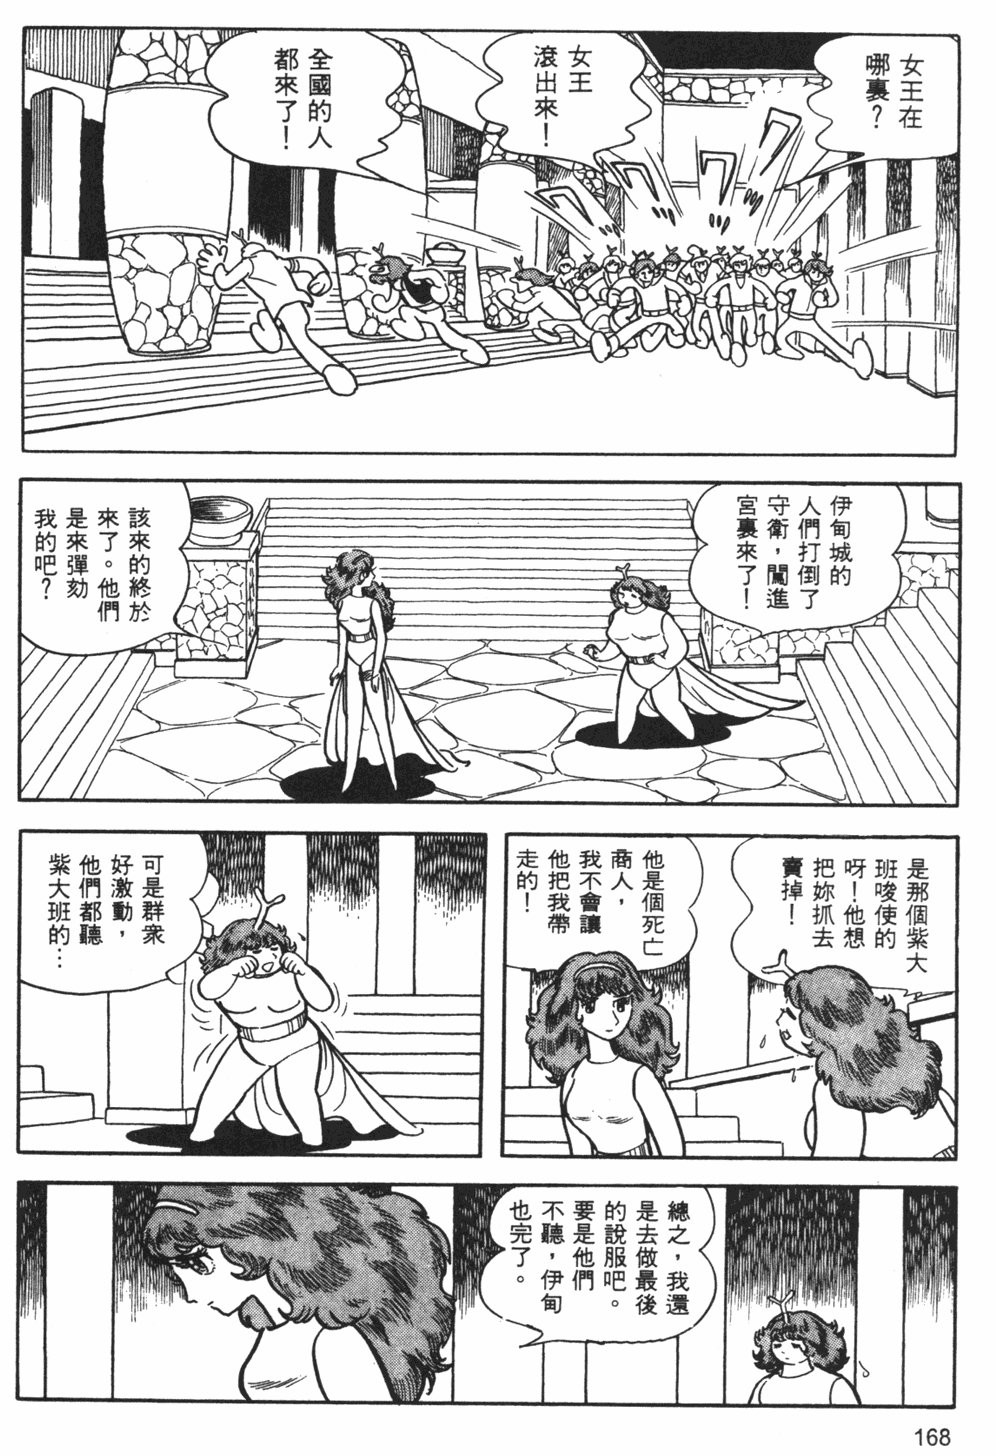 女王在
哪裏？
女王
滾出來！
全國的人
都來了！
伊甸城的
人們打倒了
守衛，闖進
宮裏來了！
該來的終於
來了。他們
是來彈劾
我的吧？
是那個紫大
班唆使的
呀！他想
把妳抓去
賣掉！
他是個死亡
商人，
我不會讓
他把我帶
走的！
可是群眾
好激動，
他們都聽
紫大班的…
總之，我還
是去做最後
的說服吧。
要是他們
不聽，伊甸
也完了。
168